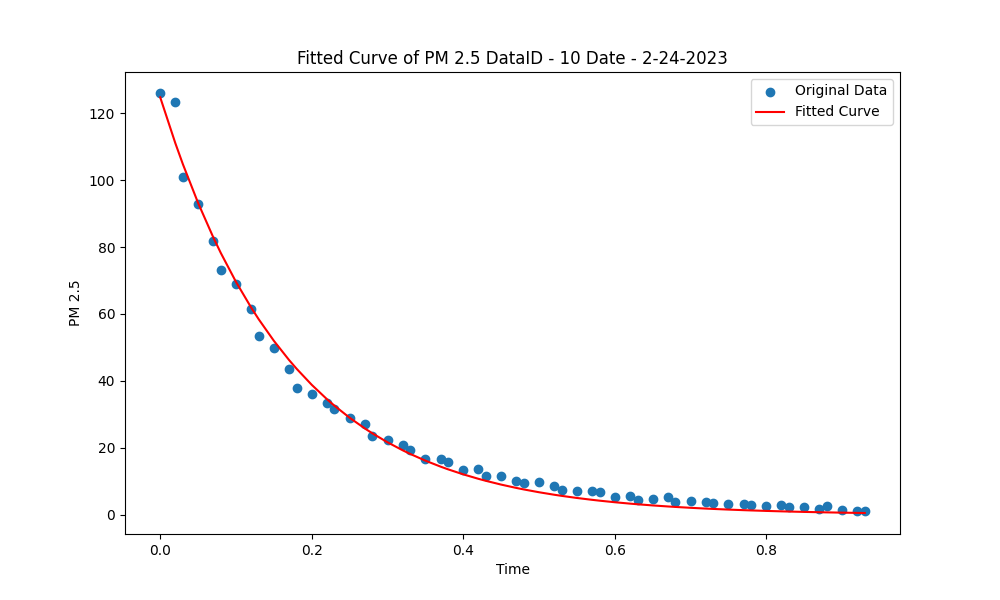 Fitted Curve of PM 2.5 DataID - 10 Date - 2-24-2023
Original Data
Fitted Curve
120
100
80
60
40
20
0
PM 2.5
0.0 0.2 0.4 0.6 0.8
Time